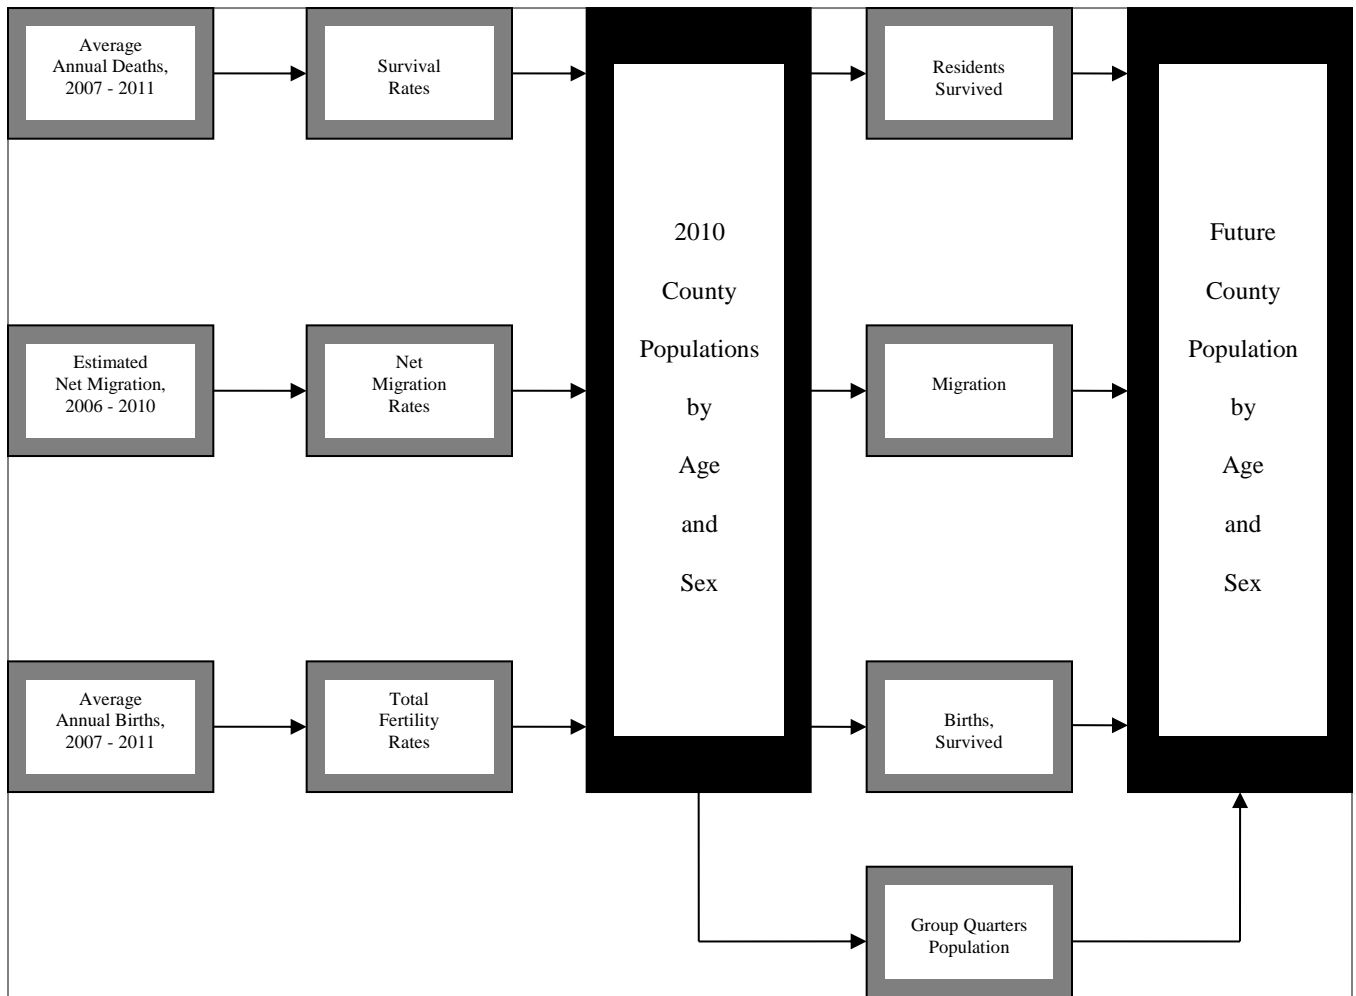 Average
Annual Deaths,
2007 - 2011
Survival
Rates
Residents
Survived
Estimated
Net Migration,
2006 - 2010
Net
Migration
Rates
2010
County
Populations
by
Age
and
Sex
Migration
Future
County
Population
by
Age
and
Sex
Average
Annual Births,
2007 - 2011
Total
Fertility
Rates
Births,
Survived
Group Quarters
Population